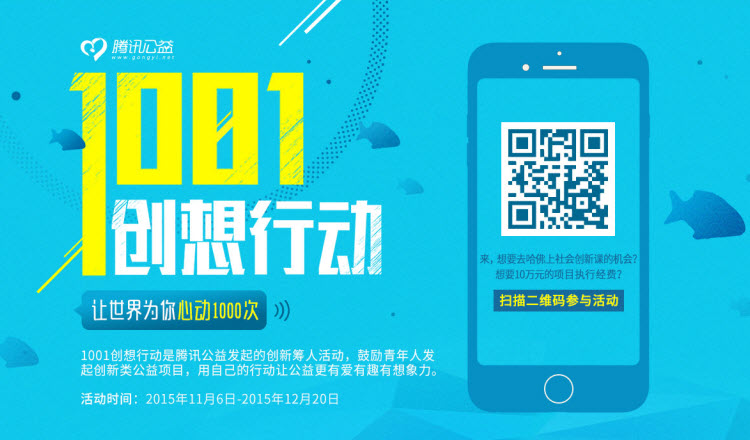 腾讯公益
www.gongyi.net
1001
创想行动
让世界为你心动1000次
1001创想行动是腾讯公益发起的创新筹人活动，鼓励青年人发
起创新类公益项目，用自己的行动让公益更有爱有趣有想象力。
活动时间：2015年11月6日-2015年12月20日
来，想要去哈佛上社会创新课的机会？
想要10万元的项目执行经费？
扫描二维码参与活动